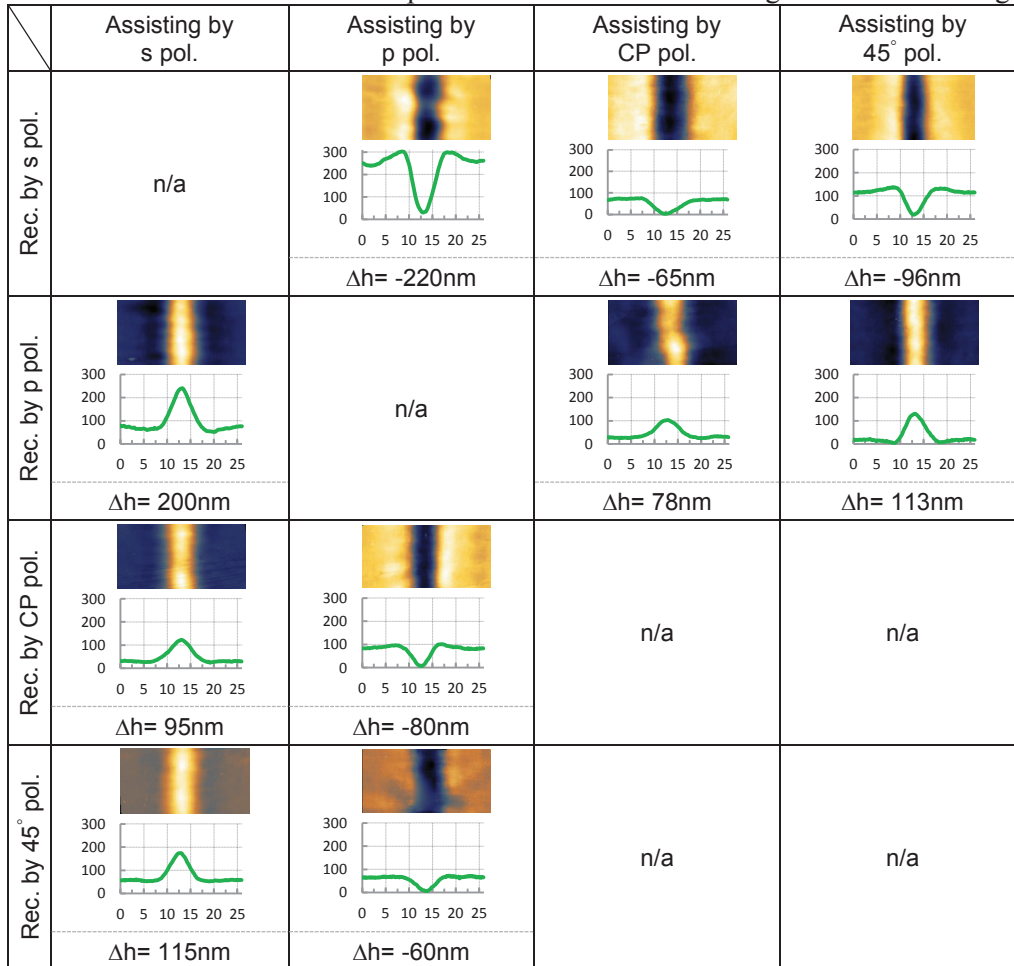 Assisting by s pol.
Assisting by p pol.
Assisting by CP pol.
Assisting by 45° pol.
Rec. by s pol.
n/a
300
200
100
0
0 5 10 15 20 25
Δh= -220nm
300
200
100
0
0 5 10 15 20 25
Δh= -65nm
300
200
100
0
0 5 10 15 20 25
Δh= -96nm
Rec. by p pol.
300
200
100
0
0 5 10 15 20 25
Δh= 200nm
n/a
300
200
100
0
0 5 10 15 20 25
Δh= 78nm
300
200
100
0
0 5 10 15 20 25
Δh= 113nm
Rec. by CP pol.
300
200
100
0
0 5 10 15 20 25
Δh= 95nm
300
200
100
0
0 5 10 15 20 25
Δh= -80nm
n/a
n/a
Rec. by 45° pol.
300
200
100
0
0 5 10 15 20 25
Δh= 115nm
300
200
100
0
0 5 10 15 20 25
Δh= -60nm
n/a
n/a